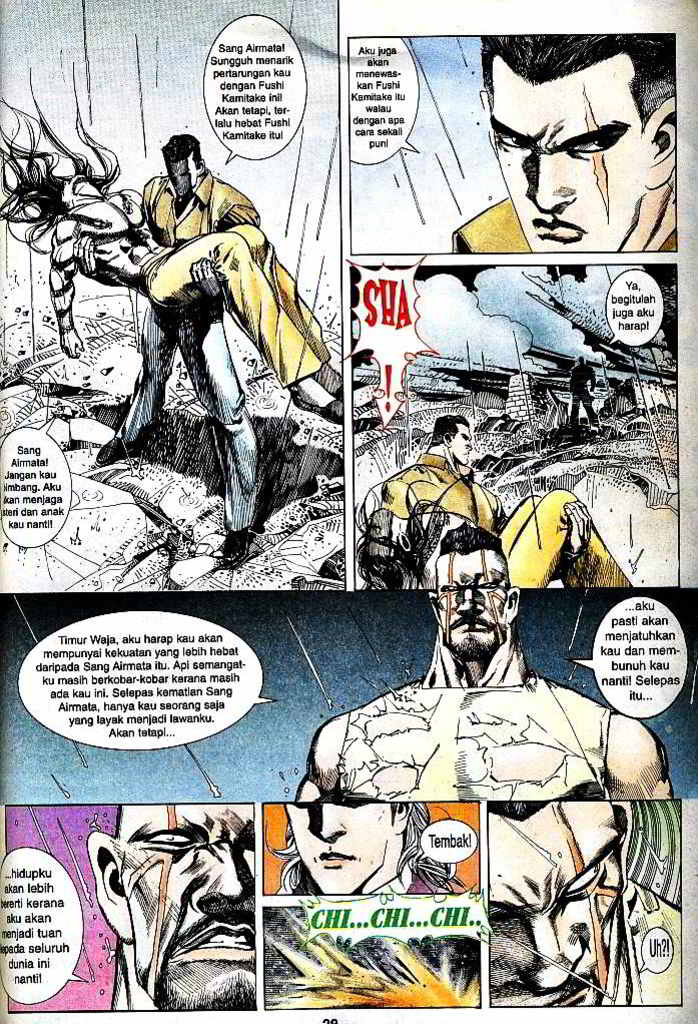 Sang Airmata!
Sungguh menarik
pertarungan kau
dengan Fushi
Kamitake ini!
Akan tetapi, ter-
lalu hebat Fushi
Kamitake itu!
Sang
Airmata!
Jangan kau
bimbang. Aku
akan menjaga
isteri dan anak
kau nanti!
Aku juga
akan
menewas-
kan Fushi
Kamitake itu
walau
dengan apa
cara sekali
pun!
SHA
!
Ya,
begitulah
juga aku
harap!
Timur Waja, aku harap kau akan
mempunyai kekuatan yang lebih hebat
daripada Sang Airmata itu. Api semangat-
ku masih berkobar-kobar kerana masih
ada kau ini. Selepas kematian Sang
Airmata, hanya kau seorang saja
yang layak menjadi lawanku.
Akan tetapi...
...aku
pasti akan
menjatuhkan
kau dan mem-
bunuh kau
nanti! Selepas
itu...
...hidupku
akan lebih
bererti kerana
aku akan
menjadi tuan
kepada seluruh
dunia ini
nanti!
Tembak!
CHI...CHI...CHI..
Uh?!
29